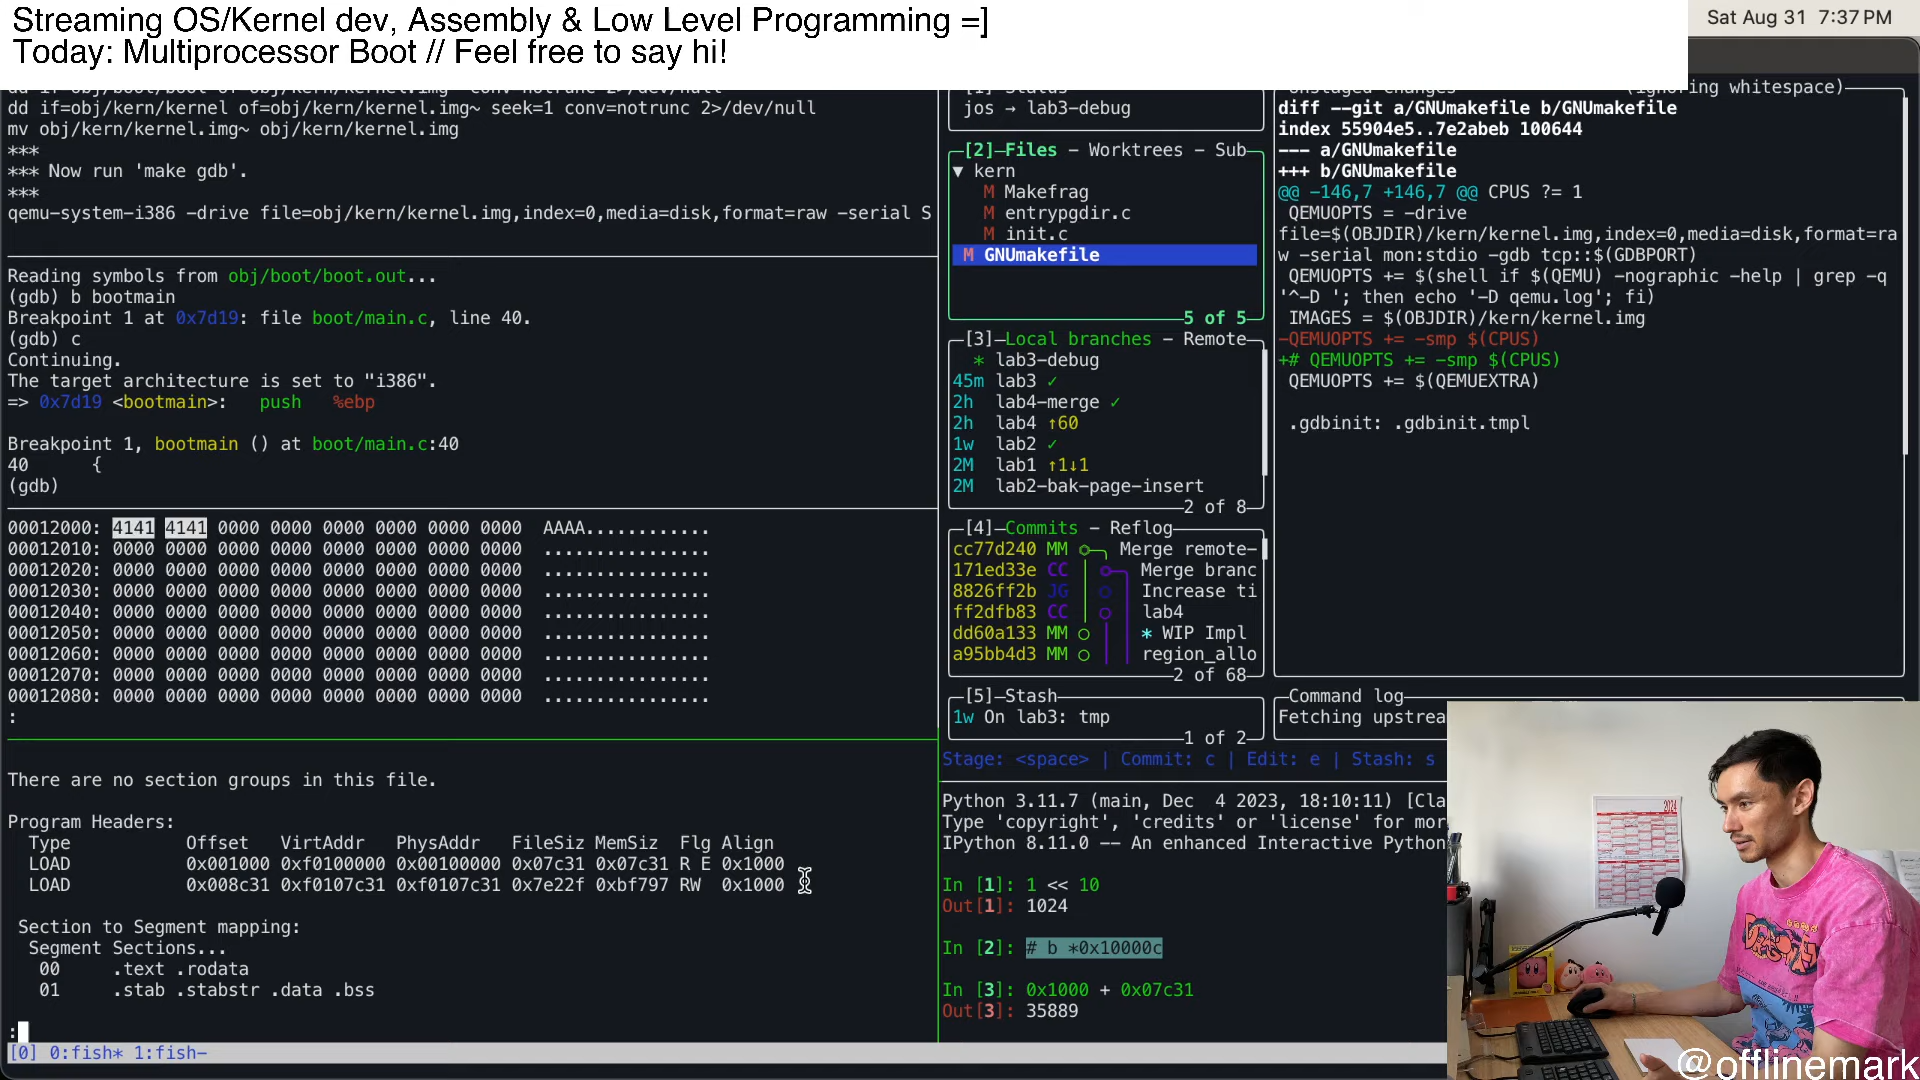 Streaming OS/Kernel dev, Assembly & Low Level Programming =]
Today: Multiprocessor Boot // Feel free to say hi!
Sat Aug 31 7:37 PM
dd if=obj/kern/kernel of=obj/kern/kernel.img~ seek=1 conv=notrunc 2>/dev/null
mv obj/kern/kernel.img~ obj/kern/kernel.img
***
*** Now run 'make gdb'.
***
qemu-system-i386 -drive file=obj/kern/kernel.img,index=0,media=disk,format=raw -serial S
Reading symbols from obj/boot/boot.out...
(gdb) b bootmain
Breakpoint 1 at 0x7d19: file boot/main.c, line 40.
(gdb) c
Continuing.
The target architecture is set to "i386".
=> 0x7d19 <bootmain>: push %ebp
Breakpoint 1, bootmain () at boot/main.c:40
40 {
(gdb)
00012000: 4141 4141 0000 0000 0000 0000 0000 0000 AAAA............
00012010: 0000 0000 0000 0000 0000 0000 0000 0000 ................
00012020: 0000 0000 0000 0000 0000 0000 0000 0000 ................
00012030: 0000 0000 0000 0000 0000 0000 0000 0000 ................
00012040: 0000 0000 0000 0000 0000 0000 0000 0000 ................
00012050: 0000 0000 0000 0000 0000 0000 0000 0000 ................
00012060: 0000 0000 0000 0000 0000 0000 0000 0000 ................
00012070: 0000 0000 0000 0000 0000 0000 0000 0000 ................
00012080: 0000 0000 0000 0000 0000 0000 0000 0000 ................
:
There are no section groups in this file.
Program Headers:
Type Offset VirtAddr PhysAddr FileSiz MemSiz Flg Align
LOAD 0x001000 0xf0100000 0x00100000 0x07c31 0x07c31 R E 0x1000
LOAD 0x008c31 0xf0107c31 0xf0107c31 0x7e22f 0xbf797 RW 0x1000
Section to Segment mapping:
Segment Sections...
00 .text .rodata
01 .stab .stabstr .data .bss
:
[0] 0:fish* 1:fish-
jos → lab3-debug
[2]-Files - Worktrees - Sub
▼ kern
M Makefrag
M entrypgdir.c
M init.c
M GNUmakefile
5 of 5
[3]-Local branches - Remote
* lab3-debug
45m lab3 ✓
2h lab4-merge ✓
2h lab4 ↑60
1w lab2 ✓
2M lab1 ↑1↓1
2M lab2-bak-page-insert
2 of 8
[4]-Commits - Reflog
cc77d240 MM Merge remote-
171ed33e CC Merge branc
8826ff2b JG Increase ti
ff2dfb83 CC lab4
dd60a133 MM * WIP Impl
a95bb4d3 MM region_allo
2 of 68
[5]-Stash
1w On lab3: tmp
1 of 2
Stage: <space> | Commit: c | Edit: e | Stash: s
ing whitespace)
diff --git a/GNUmakefile b/GNUmakefile
index 55904e5..7e2abeb 100644
--- a/GNUmakefile
+++ b/GNUmakefile
@@ -146,7 +146,7 @@ CPUS ?= 1
QEMUOPTS = -drive
file=$(OBJDIR)/kern/kernel.img,index=0,media=disk,format=ra
w -serial mon:stdio -gdb tcp::$(GDBPORT)
QEMUOPTS += $(shell if $(QEMU) -nographic -help | grep -q
'^-D '; then echo '-D qemu.log'; fi)
IMAGES = $(OBJDIR)/kern/kernel.img
-QEMUOPTS += -smp $(CPUS)
+# QEMUOPTS += -smp $(CPUS)
QEMUOPTS += $(QEMUEXTRA)
.gdbinit: .gdbinit.tmpl
Command log
Fetching upstrea
Python 3.11.7 (main, Dec 4 2023, 18:10:11) [Cla
Type 'copyright', 'credits' or 'license' for mor
IPython 8.11.0 -- An enhanced Interactive Python
In [1]: 1 << 10
Out[1]: 1024
In [2]: # b *0x10000c
In [3]: 0x1000 + 0x07c31
Out[3]: 35889
2024
@offlinemark